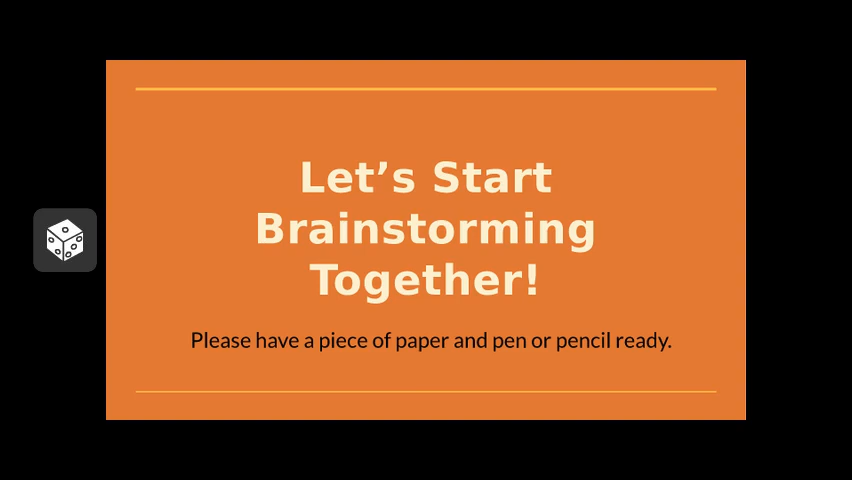 Let’s Start
Brainstorming
Together!
Please have a piece of paper and pen or pencil ready.